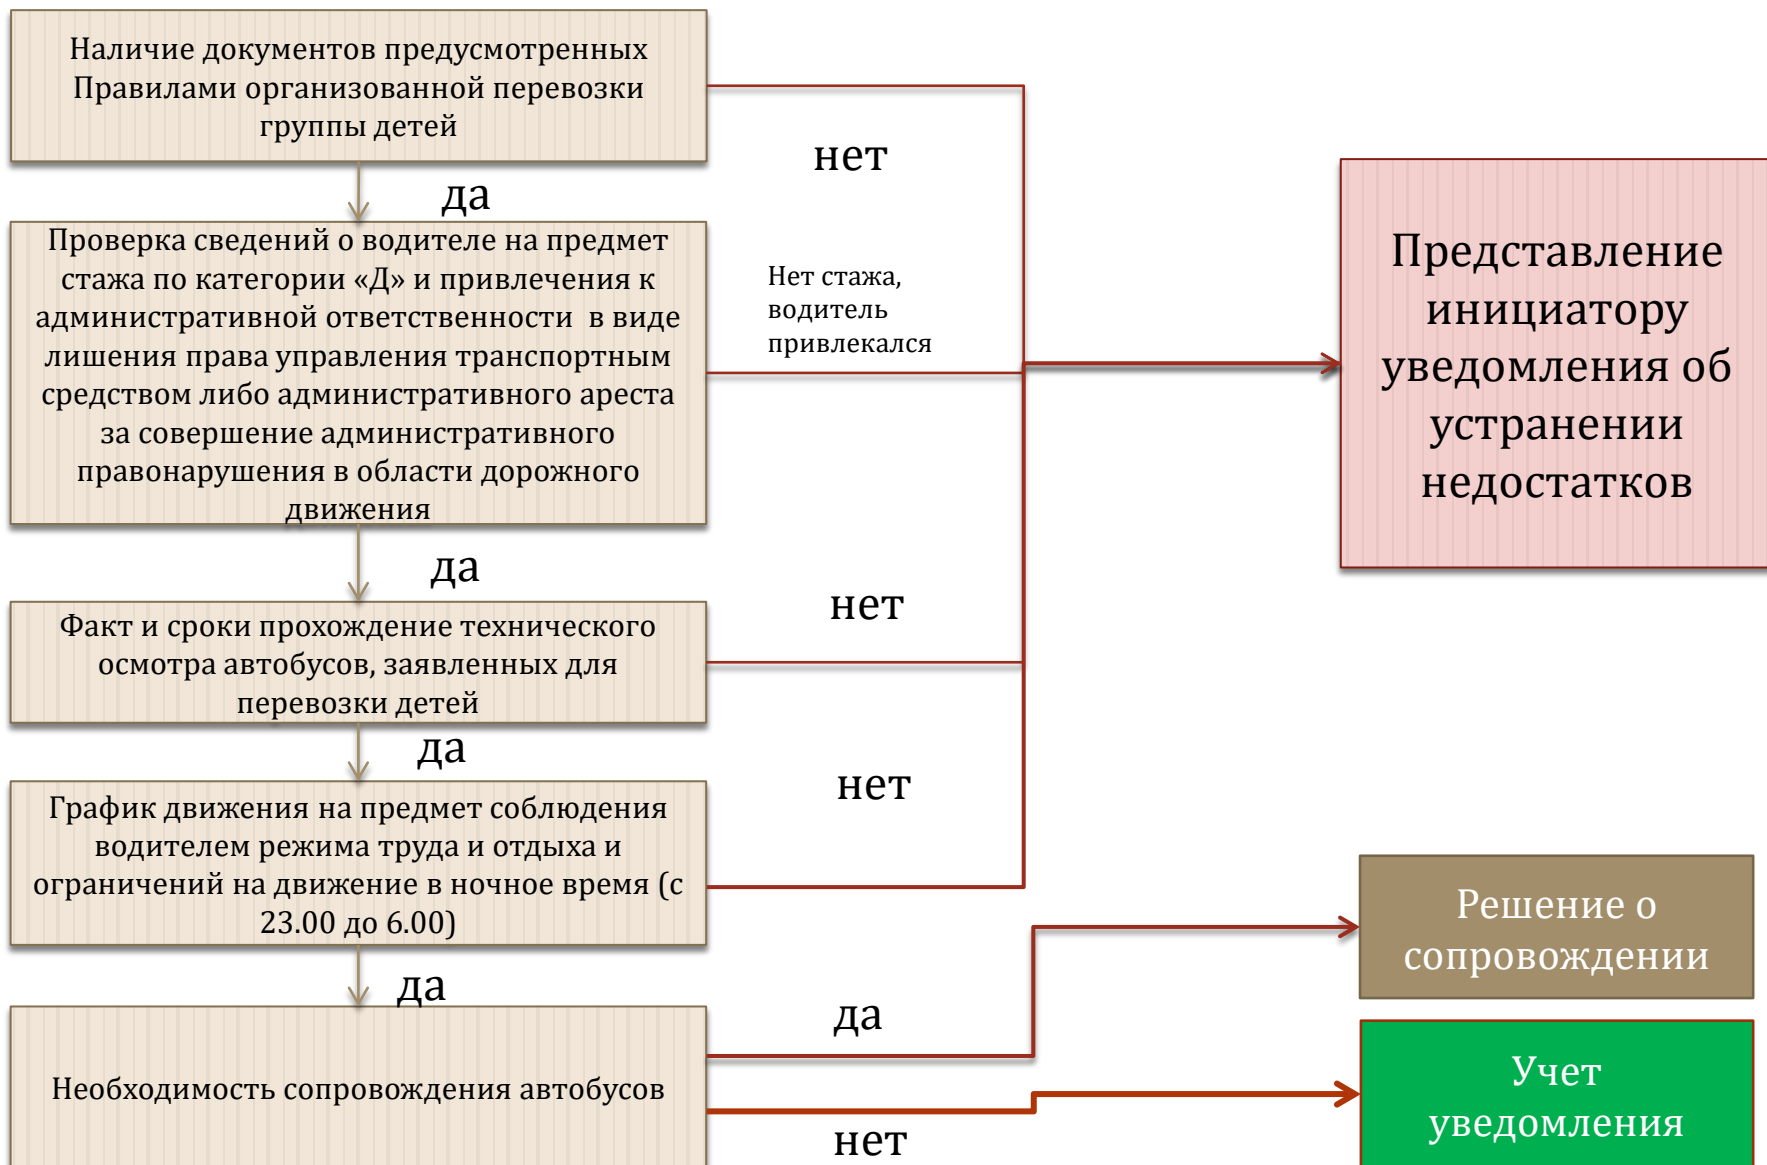 Наличие документов предусмотренных
Правилами организованной перевозки
группы детей
нет
да
Проверка сведений о водителе на предмет
стажа по категории «Д» и привлечения к
административной ответственности в виде
лишения права управления транспортным
средством либо административного ареста
за совершение административного
правонарушения в области дорожного
движения
Нет стажа,
водитель
привлекался
Представление
инициатору
уведомления об
устранении
недостатков
да
нет
Факт и сроки прохождение технического
осмотра автобусов, заявленных для
перевозки детей
да
нет
График движения на предмет соблюдения
водителем режима труда и отдыха и
ограничений на движение в ночное время (с
23.00 до 6.00)
Решение о
сопровождении
да
да
Необходимость сопровождения автобусов
нет
Учет
уведомления